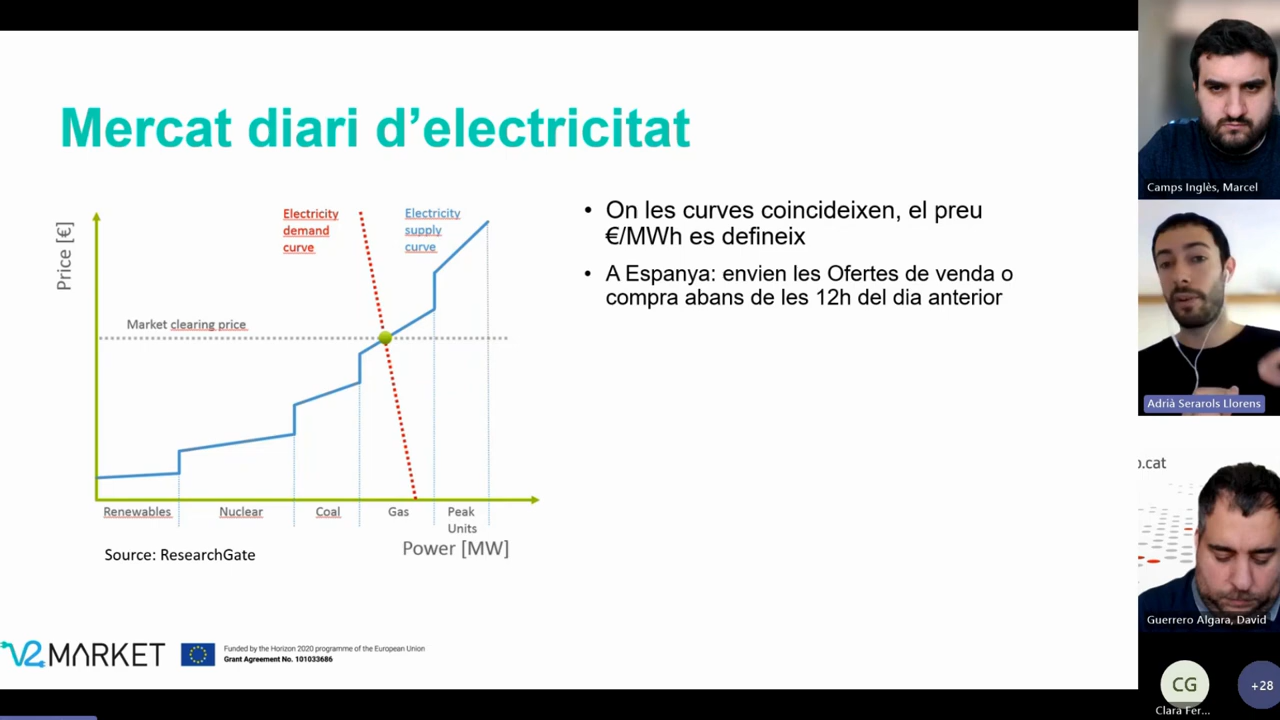 Mercat diari d'electricitat
Price [€]
Electricity
demand
curve
Electricity
supply
curve
Market clearing price
Renewables
Nuclear
Coal
Gas
Peak
Units
Power [MW]
Source: ResearchGate
• On les curves coincideixen, el preu
€/MWh es defineix
• A Espanya: envien les Ofertes de venda o
compra abans de les 12h del dia anterior
V2MARKET
Funded by the Horizon 2020 programme of the European Union
Grant Agreement No. 101033686
Camps Inglès, Marcel
Adrià Serarols Llorens
o.cat
Guerrero Algara, David
CG
Clara Fer...
+28